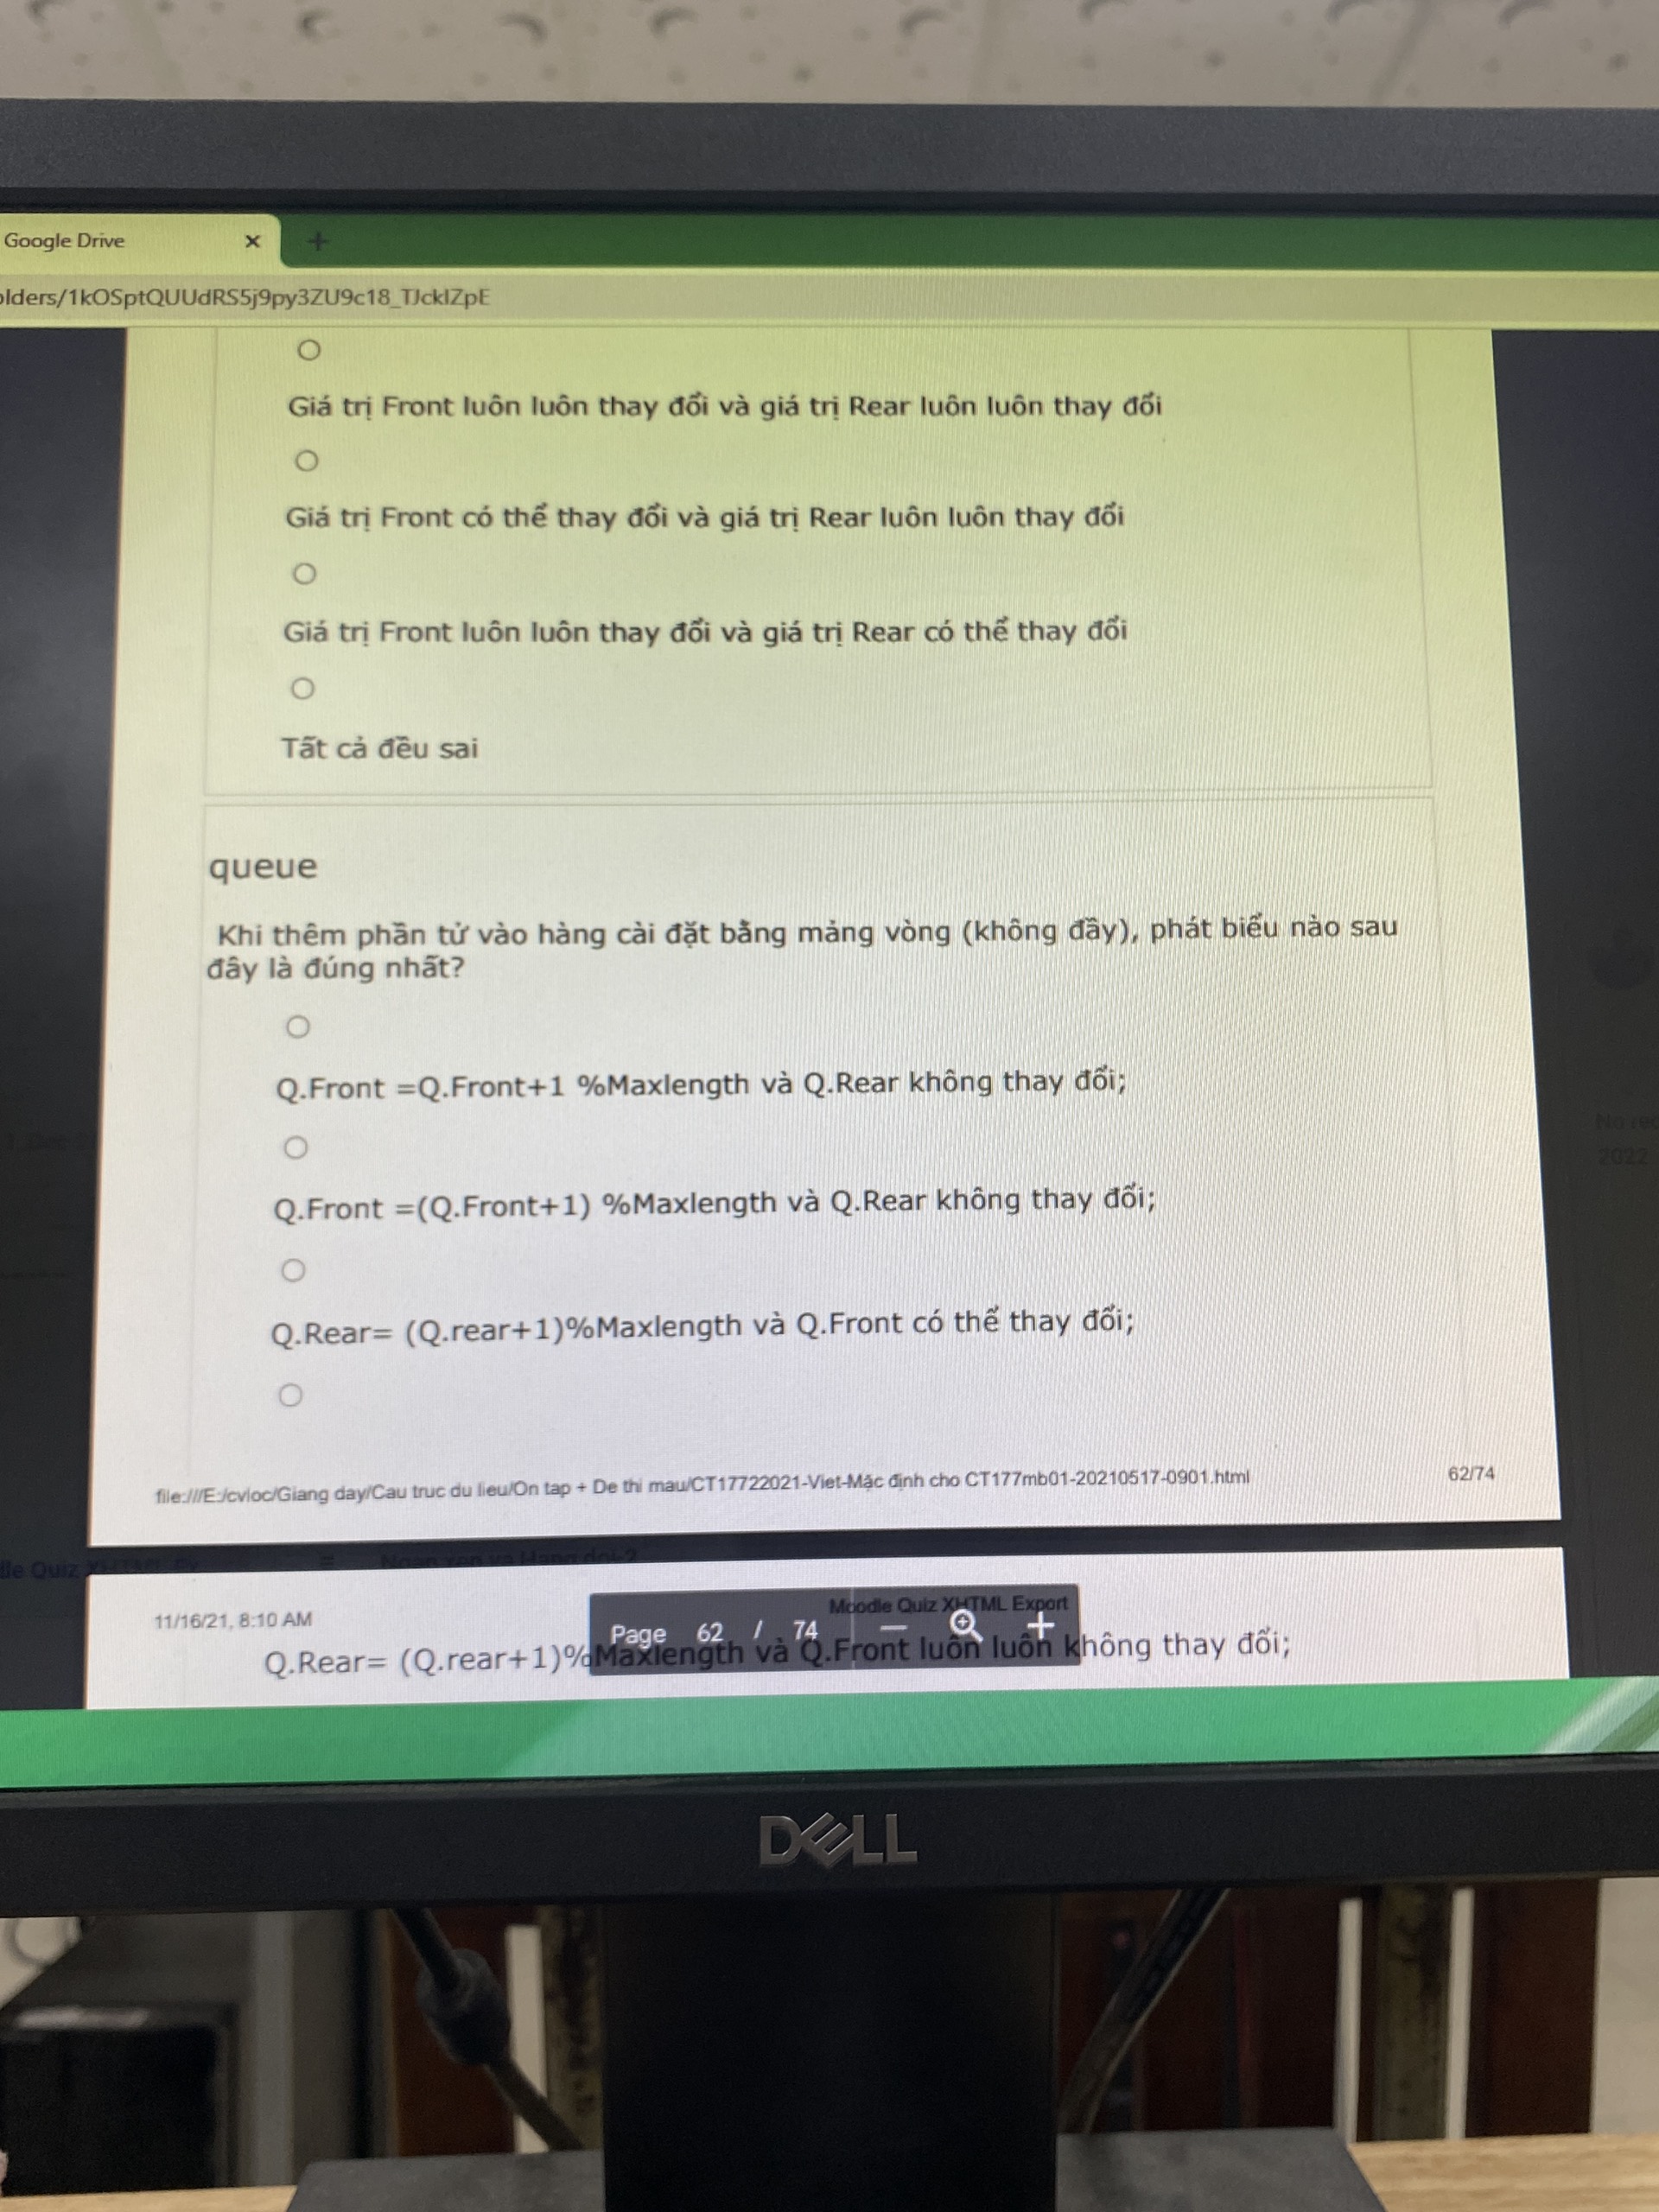 Google Drive × +
olders/1kOSptQUUdRS5j9py3ZU9c18_TJcklZpE
Giá trị Front luôn luôn thay đổi và giá trị Rear luôn luôn thay đổi
Giá trị Front có thể thay đổi và giá trị Rear luôn luôn thay đổi
Giá trị Front luôn luôn thay đổi và giá trị Rear có thể thay đổi
Tất cả đều sai
queue
Khi thêm phần tử vào hàng cài đặt bằng mảng vòng (không đầy), phát biểu nào sau
đây là đúng nhất?
Q.Front =Q.Front+1 %Maxlength và Q.Rear không thay đổi;
Q.Front =(Q.Front+1) %Maxlength và Q.Rear không thay đổi;
Q.Rear= (Q.rear+1)%Maxlength và Q.Front có thể thay đổi;
file:///E:/cvloc/Giang day/Cau truc du lieu/On tap + De thi mau/CT17722021-Viet-Mặc định cho CT177mb01-20210517-0901.html 62/74
11/16/21, 8:10 AM Moodle Quiz XHTML Export
Page 62 / 74 — +
Q.Rear= (Q.rear+1)%Maxlength và Q.Front luôn luôn không thay đổi;
DELL